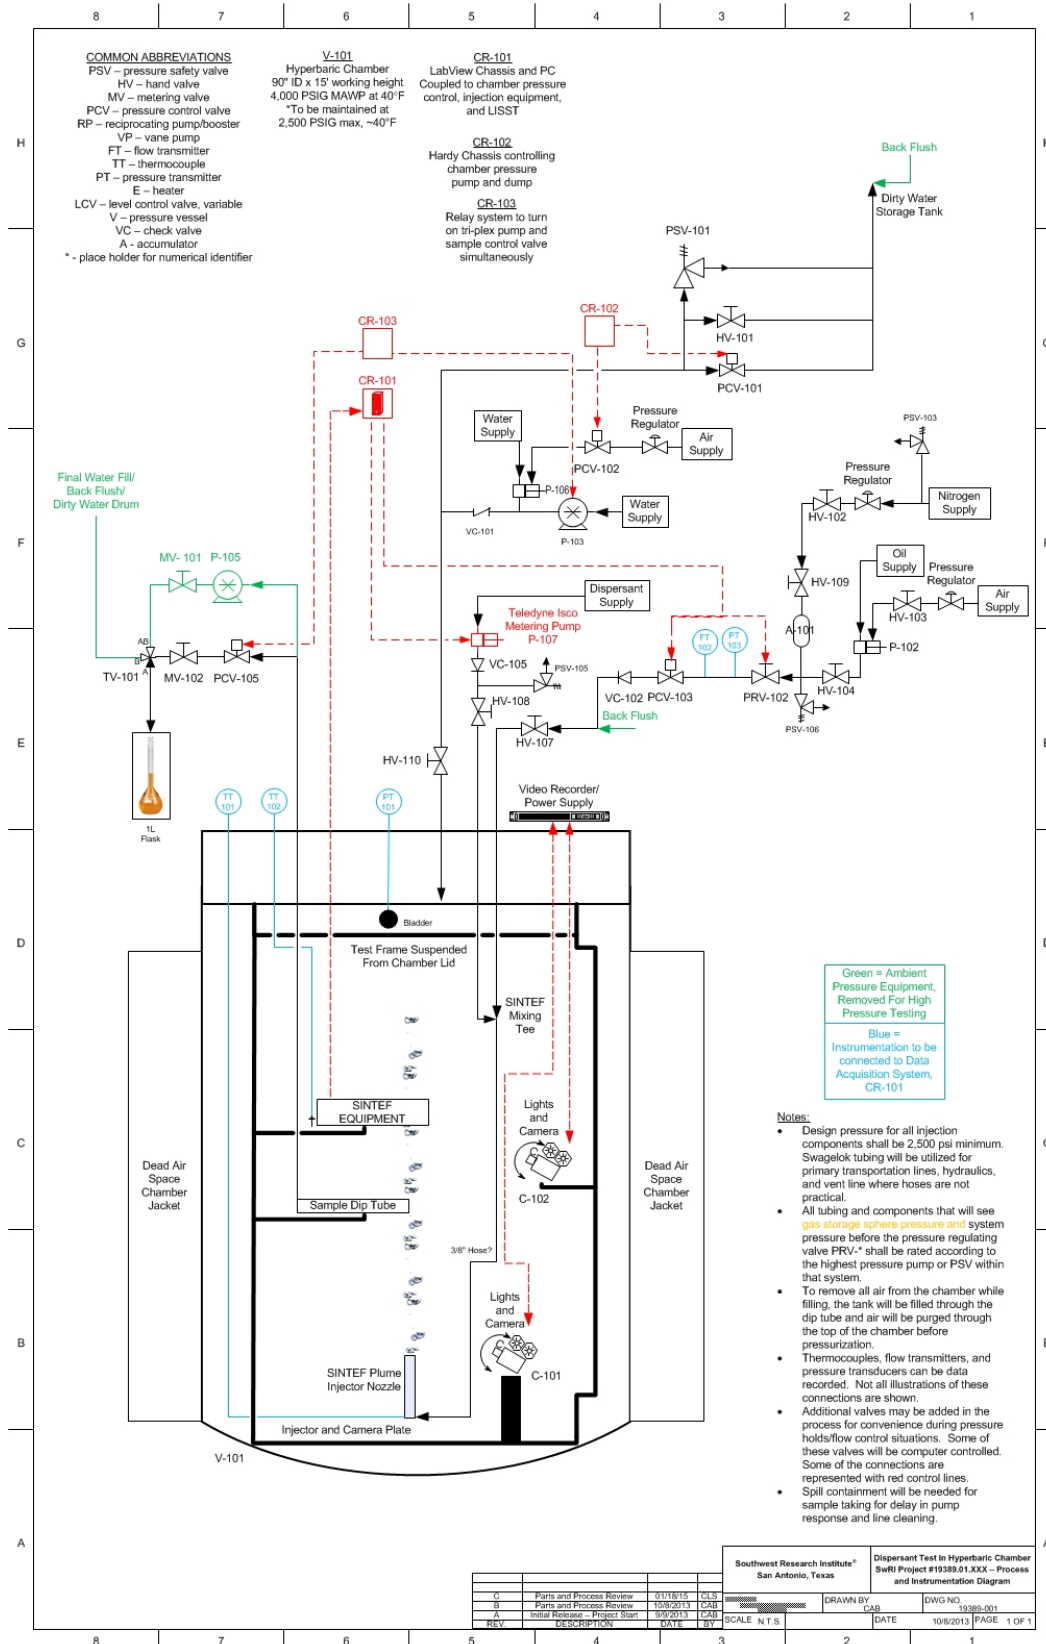 8 7 6 5 4 3 2 1
COMMON ABBREVIATIONS
PSV – pressure safety valve
HV – hand valve
MV – metering valve
PCV – pressure control valve
RP – reciprocating pump/booster
VP – vane pump
FT – flow transmitter
TT – thermocouple
PT – pressure transmitter
E – heater
LCV – level control valve, variable
V – pressure vessel
VC – check valve
A - accumulator
* - place holder for numerical identifier
V-101
Hyperbaric Chamber
90" ID x 15' working height
4,000 PSIG MAWP at 40°F
*To be maintained at
2,500 PSIG max, ~40°F
CR-101
LabView Chassis and PC
Coupled to chamber pressure
control, injection equipment,
and LISST
CR-102
Hardy Chassis controlling
chamber pressure
pump and dump
CR-103
Relay system to turn
on tri-plex pump and
sample control valve
simultaneously
H
Back Flush
Dirty Water
Storage Tank
PSV-101
HV-101
PCV-101
G
CR-103
CR-102
CR-101
Water
Supply
Pressure
Regulator
Air
Supply
PCV-102
P-106
Water
Supply
VC-101
P-103
PSV-103
Pressure
Regulator
Nitrogen
Supply
HV-102
F
Final Water Fill/
Back Flush/
Dirty Water Drum
MV- 101 P-105
Oil
Supply
Pressure
Regulator
Air
Supply
HV-109
HV-103
A-101
P-102
Dispersant
Supply
Teledyne Isco
Metering Pump
P-107
FT
102
PT
103
AB
B
A
TV-101
MV-102
PCV-105
VC-105
PSV-105
HV-108
VC-102
PCV-103
PRV-102
HV-104
PSV-106
Back Flush
HV-107
E
HV-110
1L
Flask
TT
101
TT
102
PT
101
Video Recorder/
Power Supply
D
Bladder
Test Frame Suspended
From Chamber Lid
SINTEF
Mixing
Tee
Green = Ambient
Pressure Equipment,
Removed For High
Pressure Testing
Blue =
Instrumentation to be
connected to Data
Acquisition System,
CR-101
C
SINTEF
EQUIPMENT
Lights
and
Camera
C-102
Dead Air
Space
Chamber
Jacket
Sample Dip Tube
Dead Air
Space
Chamber
Jacket
3/8" Hose?
B
Lights
and
Camera
C-101
SINTEF Plume
Injector Nozzle
Injector and Camera Plate
V-101
Notes:
• Design pressure for all injection
components shall be 2,500 psi minimum.
Swagelok tubing will be utilized for
primary transportation lines, hydraulics,
and vent line where hoses are not
practical.
• All tubing and components that will see
gas storage sphere pressure and system
pressure before the pressure regulating
valve PRV-* shall be rated according to
the highest pressure pump or PSV within
that system.
• To remove all air from the chamber while
filling, the tank will be filled through the
dip tube and air will be purged through
the top of the chamber before
pressurization.
• Thermocouples, flow transmitters, and
pressure transducers can be data
recorded. Not all illustrations of these
connections are shown.
• Additional valves may be added in the
process for convenience during pressure
holds/flow control situations. Some of
these valves will be computer controlled.
Some of the connections are
represented with red control lines.
• Spill containment will be needed for
sample taking for delay in pump
response and line cleaning.
A
C Parts and Process Review 01/18/15 CLS
B Parts and Process Review 10/8/2013 CAB
A Initial Release – Project Start 9/9/2013 CAB
REV. DESCRIPTION DATE BY
Southwest Research Institute®
San Antonio, Texas
Dispersant Test In Hyperbaric Chamber
SwRI Project #19389.01.XXX – Process
and Instrumentation Diagram
DRAWN BY
CAB
DWG NO.
19389-001
SCALE N.T.S.
DATE 10/8/2013
PAGE 1 OF 1
8 7 6 5 4 3 2 1